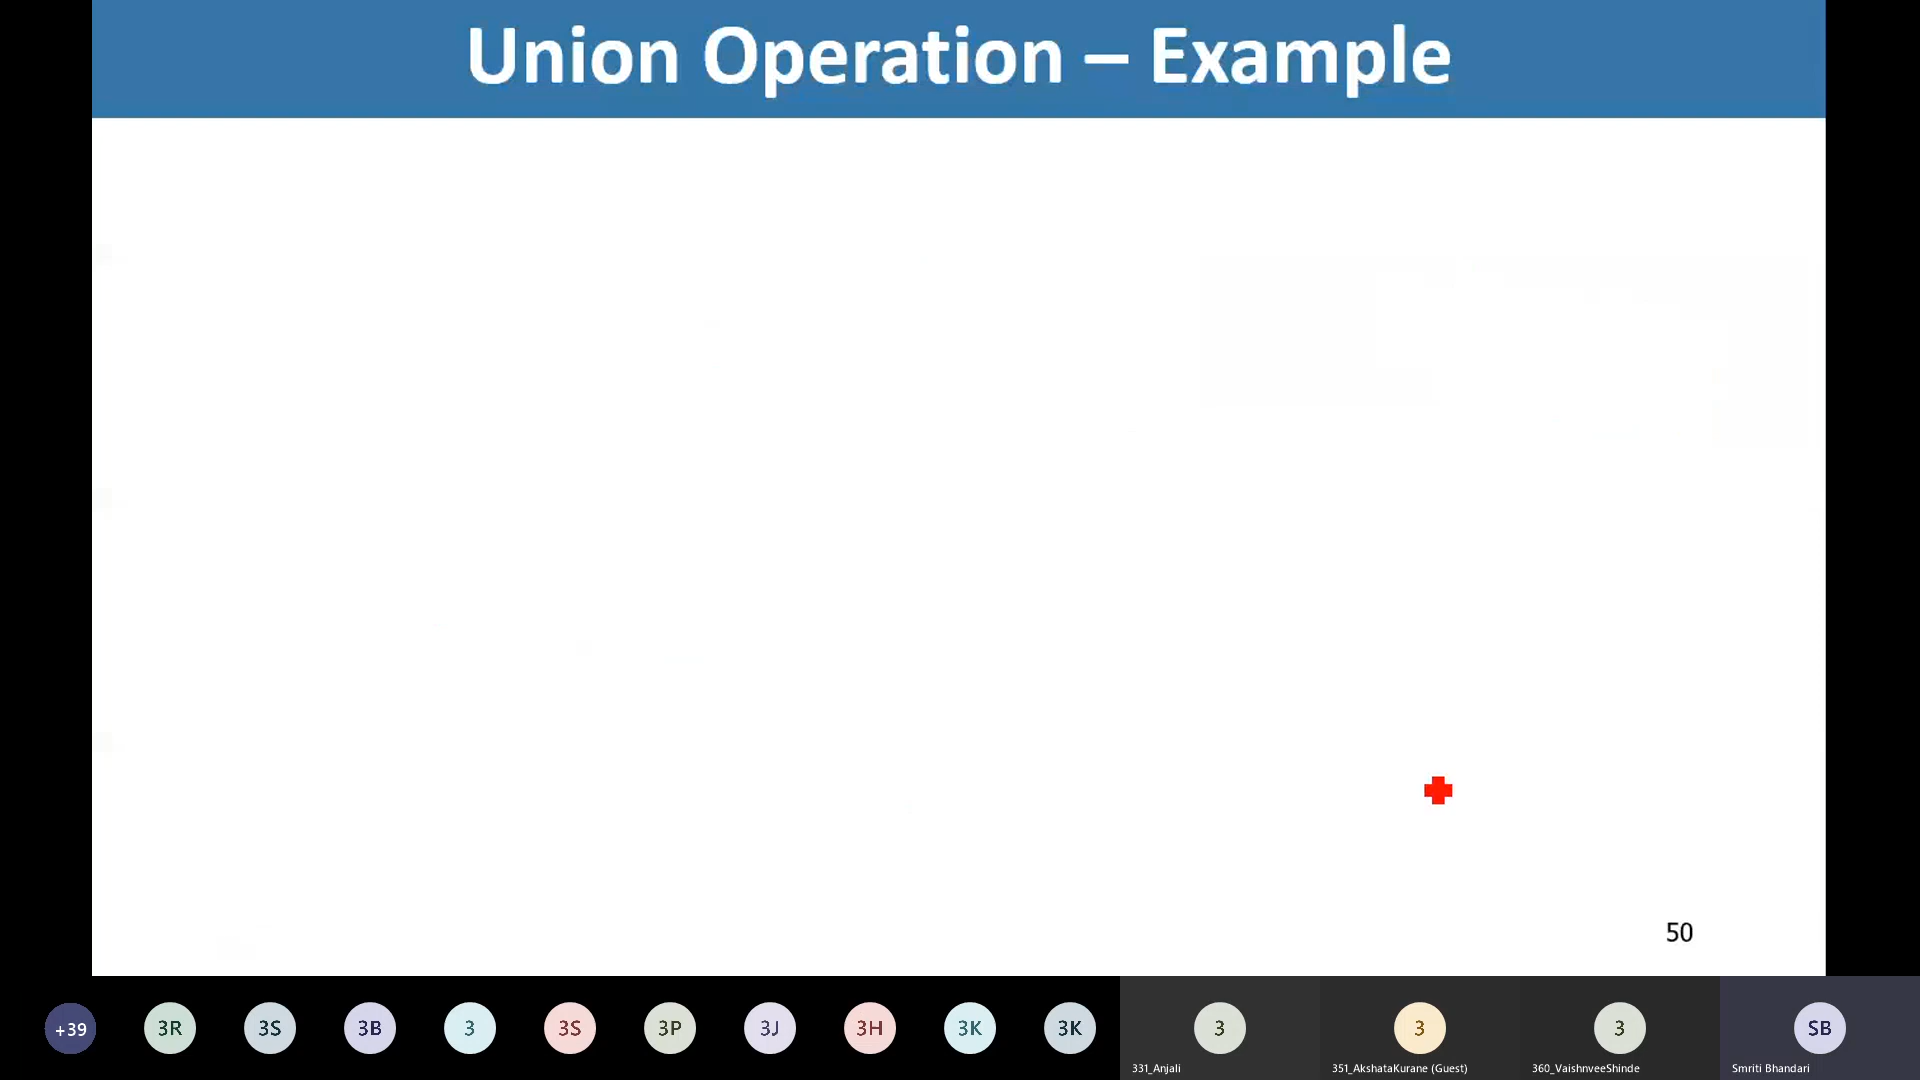 Union Operation – Example
50
+39
3R
3S
3B
3
3S
3P
3J
3H
3K
3K
3
3
3
SB
331_Anjali
351_AkshataKurane (Guest)
360_VaishnveeShinde
Smriti Bhandari